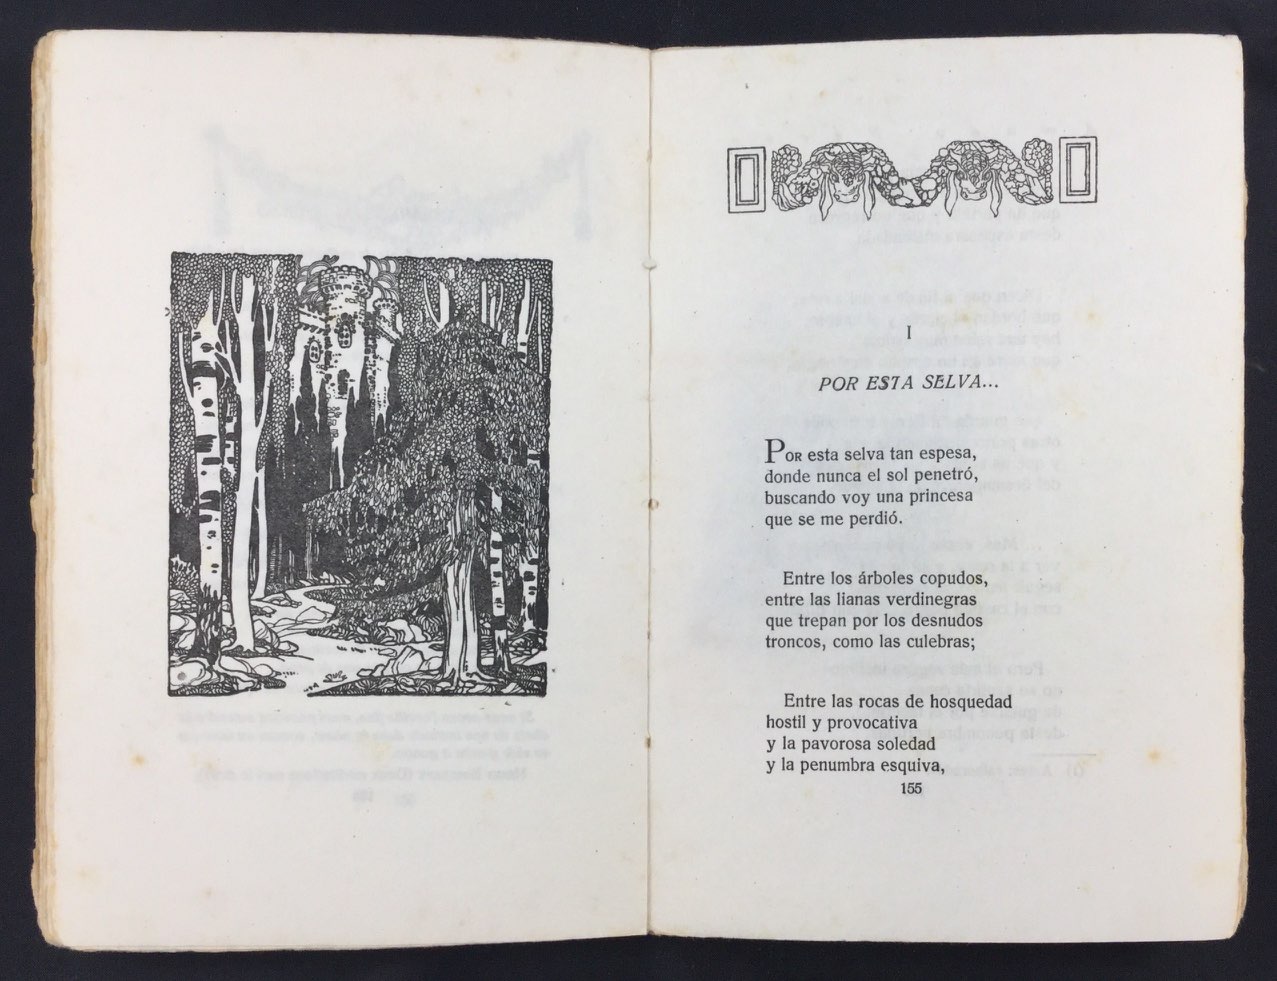 I
POR ESTA SELVA...
POR esta selva tan espesa,
donde nunca el sol penetró,
buscando voy una princesa
que se me perdió.
Entre los árboles copudos,
entre las lianas verdinegras
que trepan por los desnudos
troncos, como las culebras;
Entre las rocas de hosquedad
hostil y provocativa
y la pavorosa soledad
y la penumbra esquiva,
155